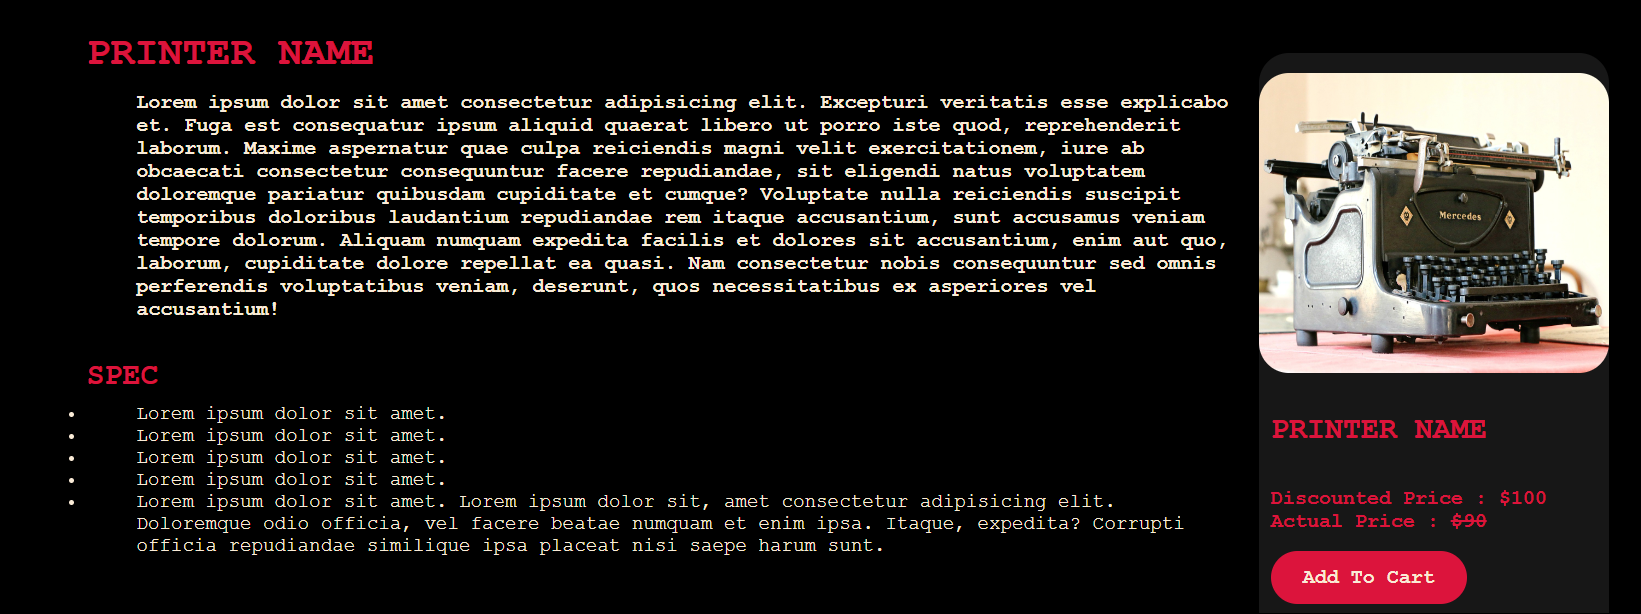 PRINTER NAME
Lorem ipsum dolor sit amet consectetur adipisicing elit. Excepturi veritatis esse explicabo
et. Fuga est consequatur ipsum aliquid quaerat libero ut porro iste quod, reprehenderit
laborum. Maxime aspernatur quae culpa reiciendis magni velit exercitationem, iure ab
obcaecati consectetur consequuntur facere repudiandae, sit eligendi natus voluptatem
doloremque pariatur quibusdam cupiditate et cumque? Voluptate nulla reiciendis suscipit
temporibus doloribus laudantium repudiandae rem itaque accusantium, sunt accusamus veniam
tempore dolorum. Aliquam numquam expedita facilis et dolores sit accusantium, enim aut quo,
laborum, cupiditate dolore repellat ea quasi. Nam consectetur nobis consequuntur sed omnis
perferendis voluptatibus veniam, deserunt, quos necessitatibus ex asperiores vel
accusantium!
SPEC
• Lorem ipsum dolor sit amet.
• Lorem ipsum dolor sit amet.
• Lorem ipsum dolor sit amet.
• Lorem ipsum dolor sit amet.
• Lorem ipsum dolor sit amet. Lorem ipsum dolor sit, amet consectetur adipisicing elit.
Doloremque odio officia, vel facere beatae numquam et enim ipsa. Itaque, expedita? Corrupti
officia repudiandae similique ipsa placeat nisi saepe harum sunt.
Mercedes
PRINTER NAME
Discounted Price : $100
Actual Price : $90
Add To Cart